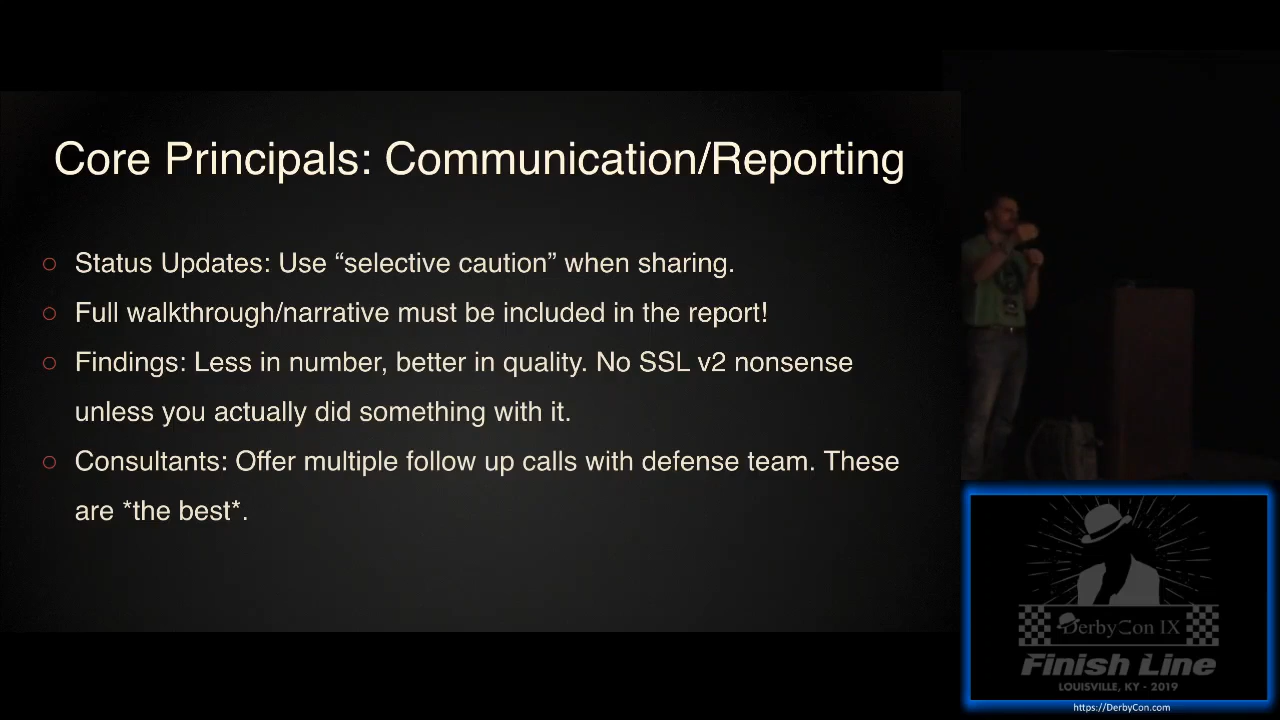 Core Principals: Communication/Reporting
○ Status Updates: Use “selective caution” when sharing.
○ Full walkthrough/narrative must be included in the report!
○ Findings: Less in number, better in quality. No SSL v2 nonsense
unless you actually did something with it.
○ Consultants: Offer multiple follow up calls with defense team. These
are *the best*.
DerbyCon IX
Finish Line
LOUISVILLE, KY - 2019
https://DerbyCon.com